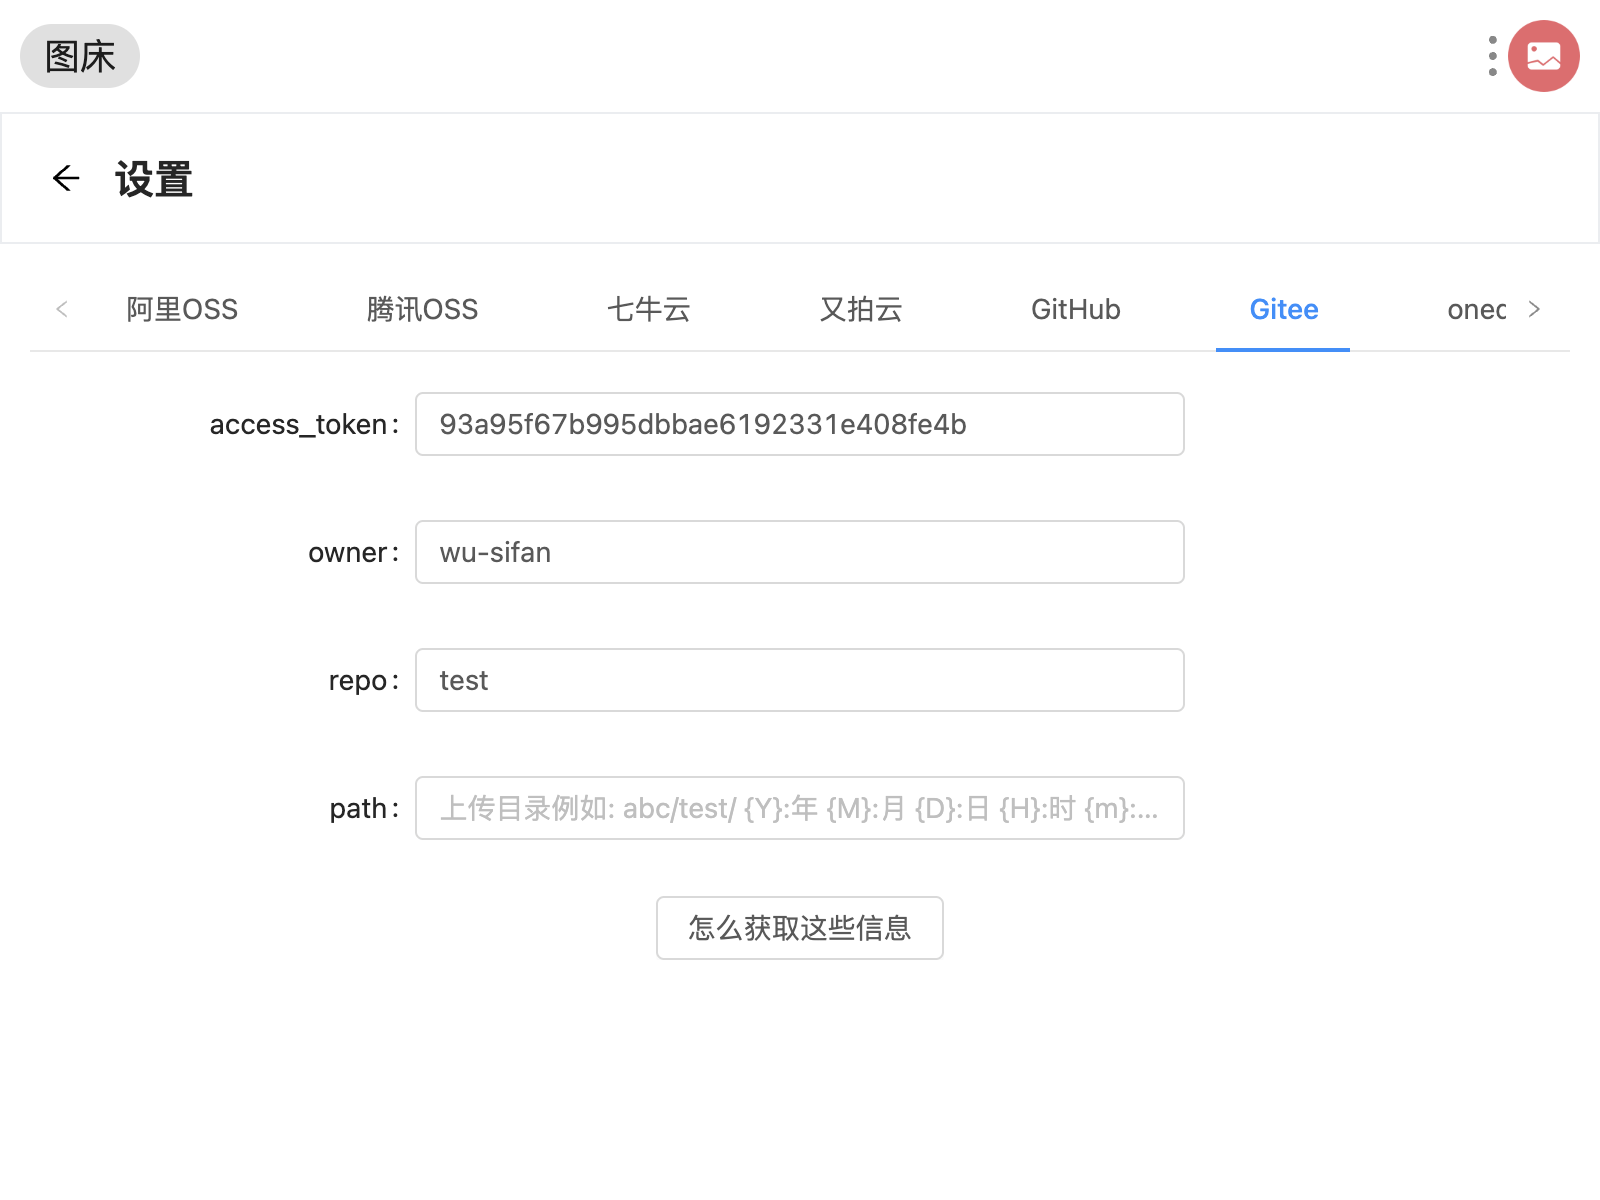 图床
设置
阿里OSS 腾讯OSS 七牛云 又拍云 GitHub Gitee onec
access_token: 93a95f67b995dbbae6192331e408fe4b
owner: wu-sifan
repo: test
path: 上传目录例如: abc/test/ {Y}:年 {M}:月 {D}:日 {H}:时 {m}:...
怎么获取这些信息